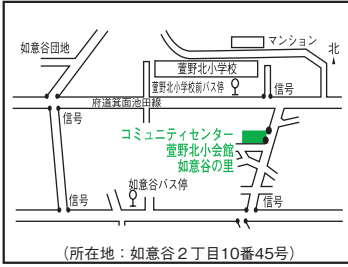 マンション
北
如意谷団地
萱野北小学校
萱野北小学校前バス停
府道箕面池田線
信号
信号
コミュニティセンター
萱野北小会館
如意谷の里
如意谷バス停
信号
信号
(所在地:如意谷2丁目10番45号)